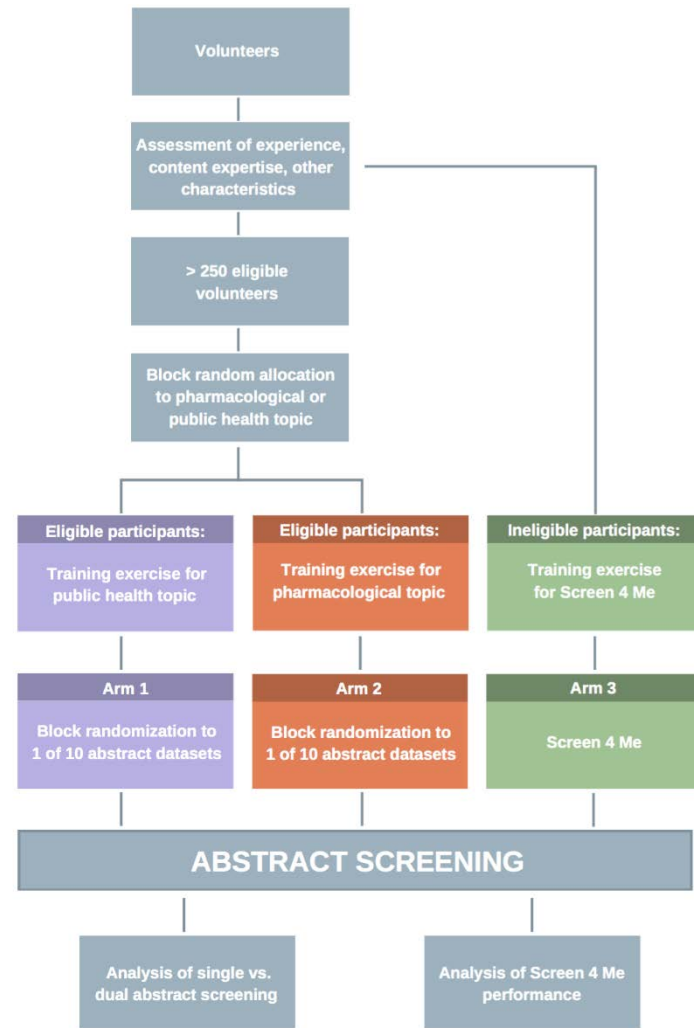 Volunteers
Assessment of experience,
content expertise, other
characteristics
> 250 eligible
volunteers
Block random allocation
to pharmacological or
public health topic
Eligible participants:
Training exercise for
public health topic
Eligible participants:
Training exercise for
pharmacological topic
Ineligible participants:
Training exercise
for Screen 4 Me
Arm 1
Block randomization to
1 of 10 abstract datasets
Arm 2
Block randomization to
1 of 10 abstract datasets
Arm 3
Screen 4 Me
ABSTRACT SCREENING
Analysis of single vs.
dual abstract screening
Analysis of Screen 4 Me
performance